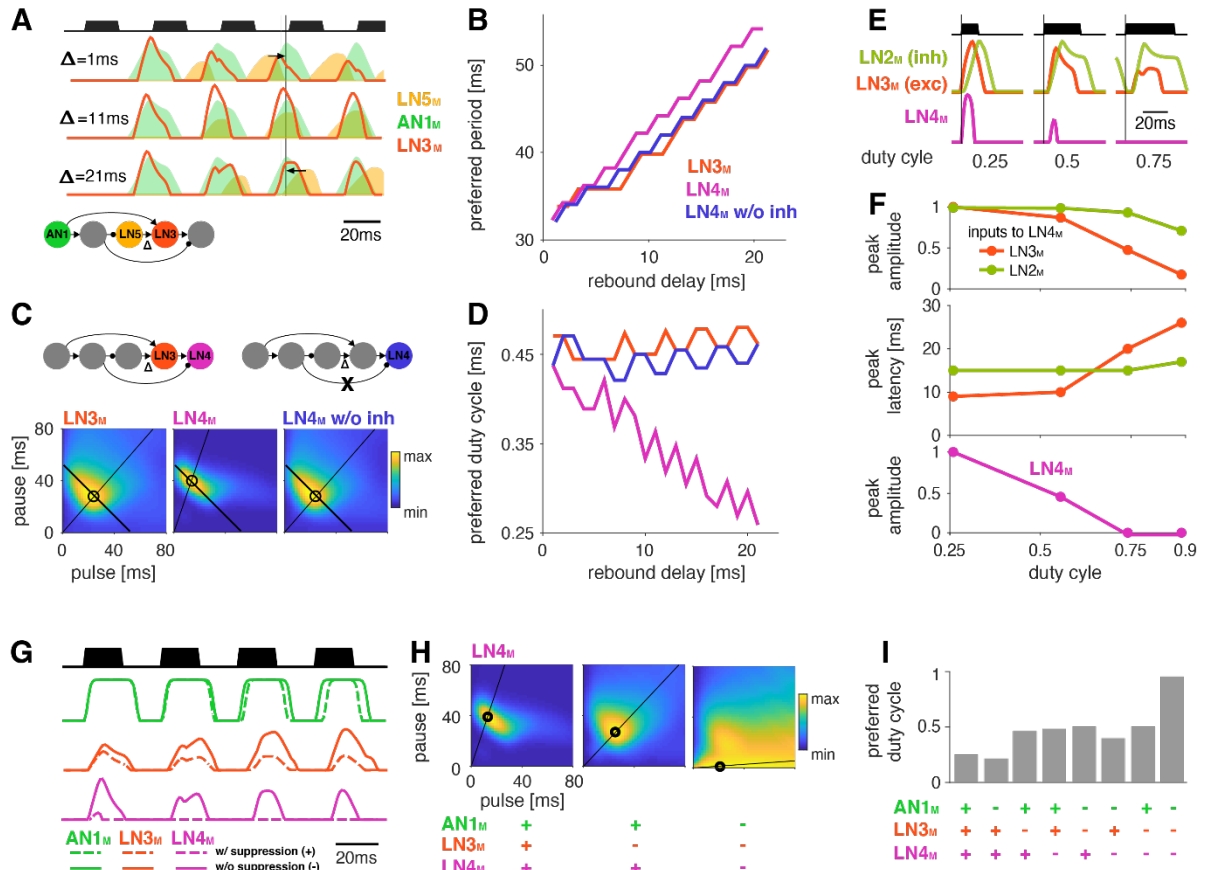 A
Δ=1ms
Δ=11ms
Δ=21ms
LN5M
AN1M
LN3M
AN1
LN5
LN3
Δ
20ms
B
preferred period [ms]
50
40
30
0
10
20
rebound delay [ms]
LN3M
LN4M
LN4M w/o inh
C
LN3
LN4
Δ
LN4
Δ
X
LN3M
LN4M
LN4M w/o inh
pause [ms]
80
40
0
0
40
80
pulse [ms]
max
min
D
preferred duty cycle
0.45
0.35
0.25
0
10
20
rebound delay [ms]
E
LN2M (inh)
LN3M (exc)
LN4M
20ms
duty cyle
0.25
0.5
0.75
F
peak amplitude
1
0.5
0
inputs to LN4M
LN3M
LN2M
peak latency [ms]
30
20
10
0
peak amplitude
LN4M
1
0.5
0
0.25
0.5
0.75
0.9
duty cyle
G
AN1M LN3M LN4M
w/ suppression (+)
w/o suppression (-)
20ms
H
LN4M
pause [ms]
80
40
0
0
40
80
pulse [ms]
max
min
AN1M + + -
LN3M + - -
LN4M + + -
I
preferred duty cycle
1
0.5
0
AN1M + - + + - - + -
LN3M + + - + - + - -
LN4M + + + - + - - -